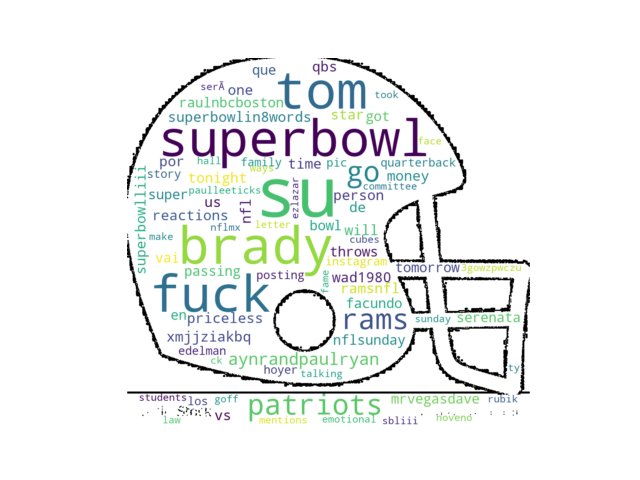 que qbs
serÃ one tom took
raulnbcboston
superbowlin8words star got
superbowl face
por hall family ways time pic quarterback
story tonight su go money
paulleeticks committee
super us nfl ezlazar person
superbowlliii reactions de
nflmx letter bowl will
make brady cubes
vai throws
passing posting fame instagram wad1980 tomorrow 3gowzpwczu
fuck ramsnfl
facundo
en priceless rams sunday serenata
xmjjziakbq nflsunday
edelman
ck aynrandpaulryan
hoyer talking ty
students los goff patriots mrvegasdave rubik
Stock vs
law mentions emotional sbliii noveno